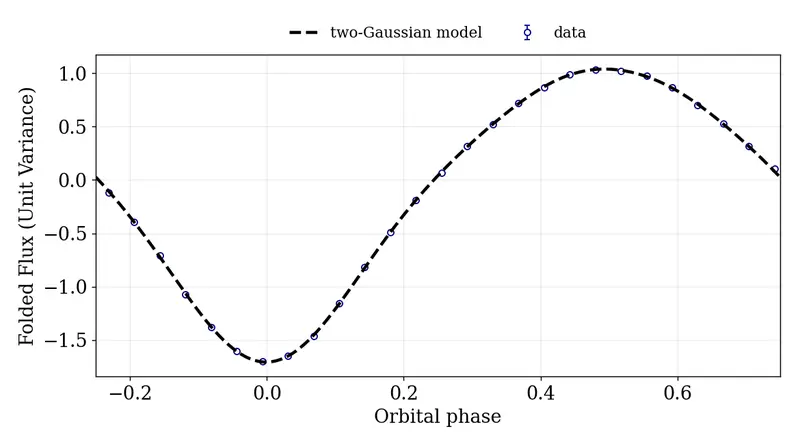 two-Gaussian model data
Folded Flux (Unit Variance)
1.0
0.5
0.0
−0.5
−1.0
−1.5
−0.2 0.0 0.2 0.4 0.6
Orbital phase